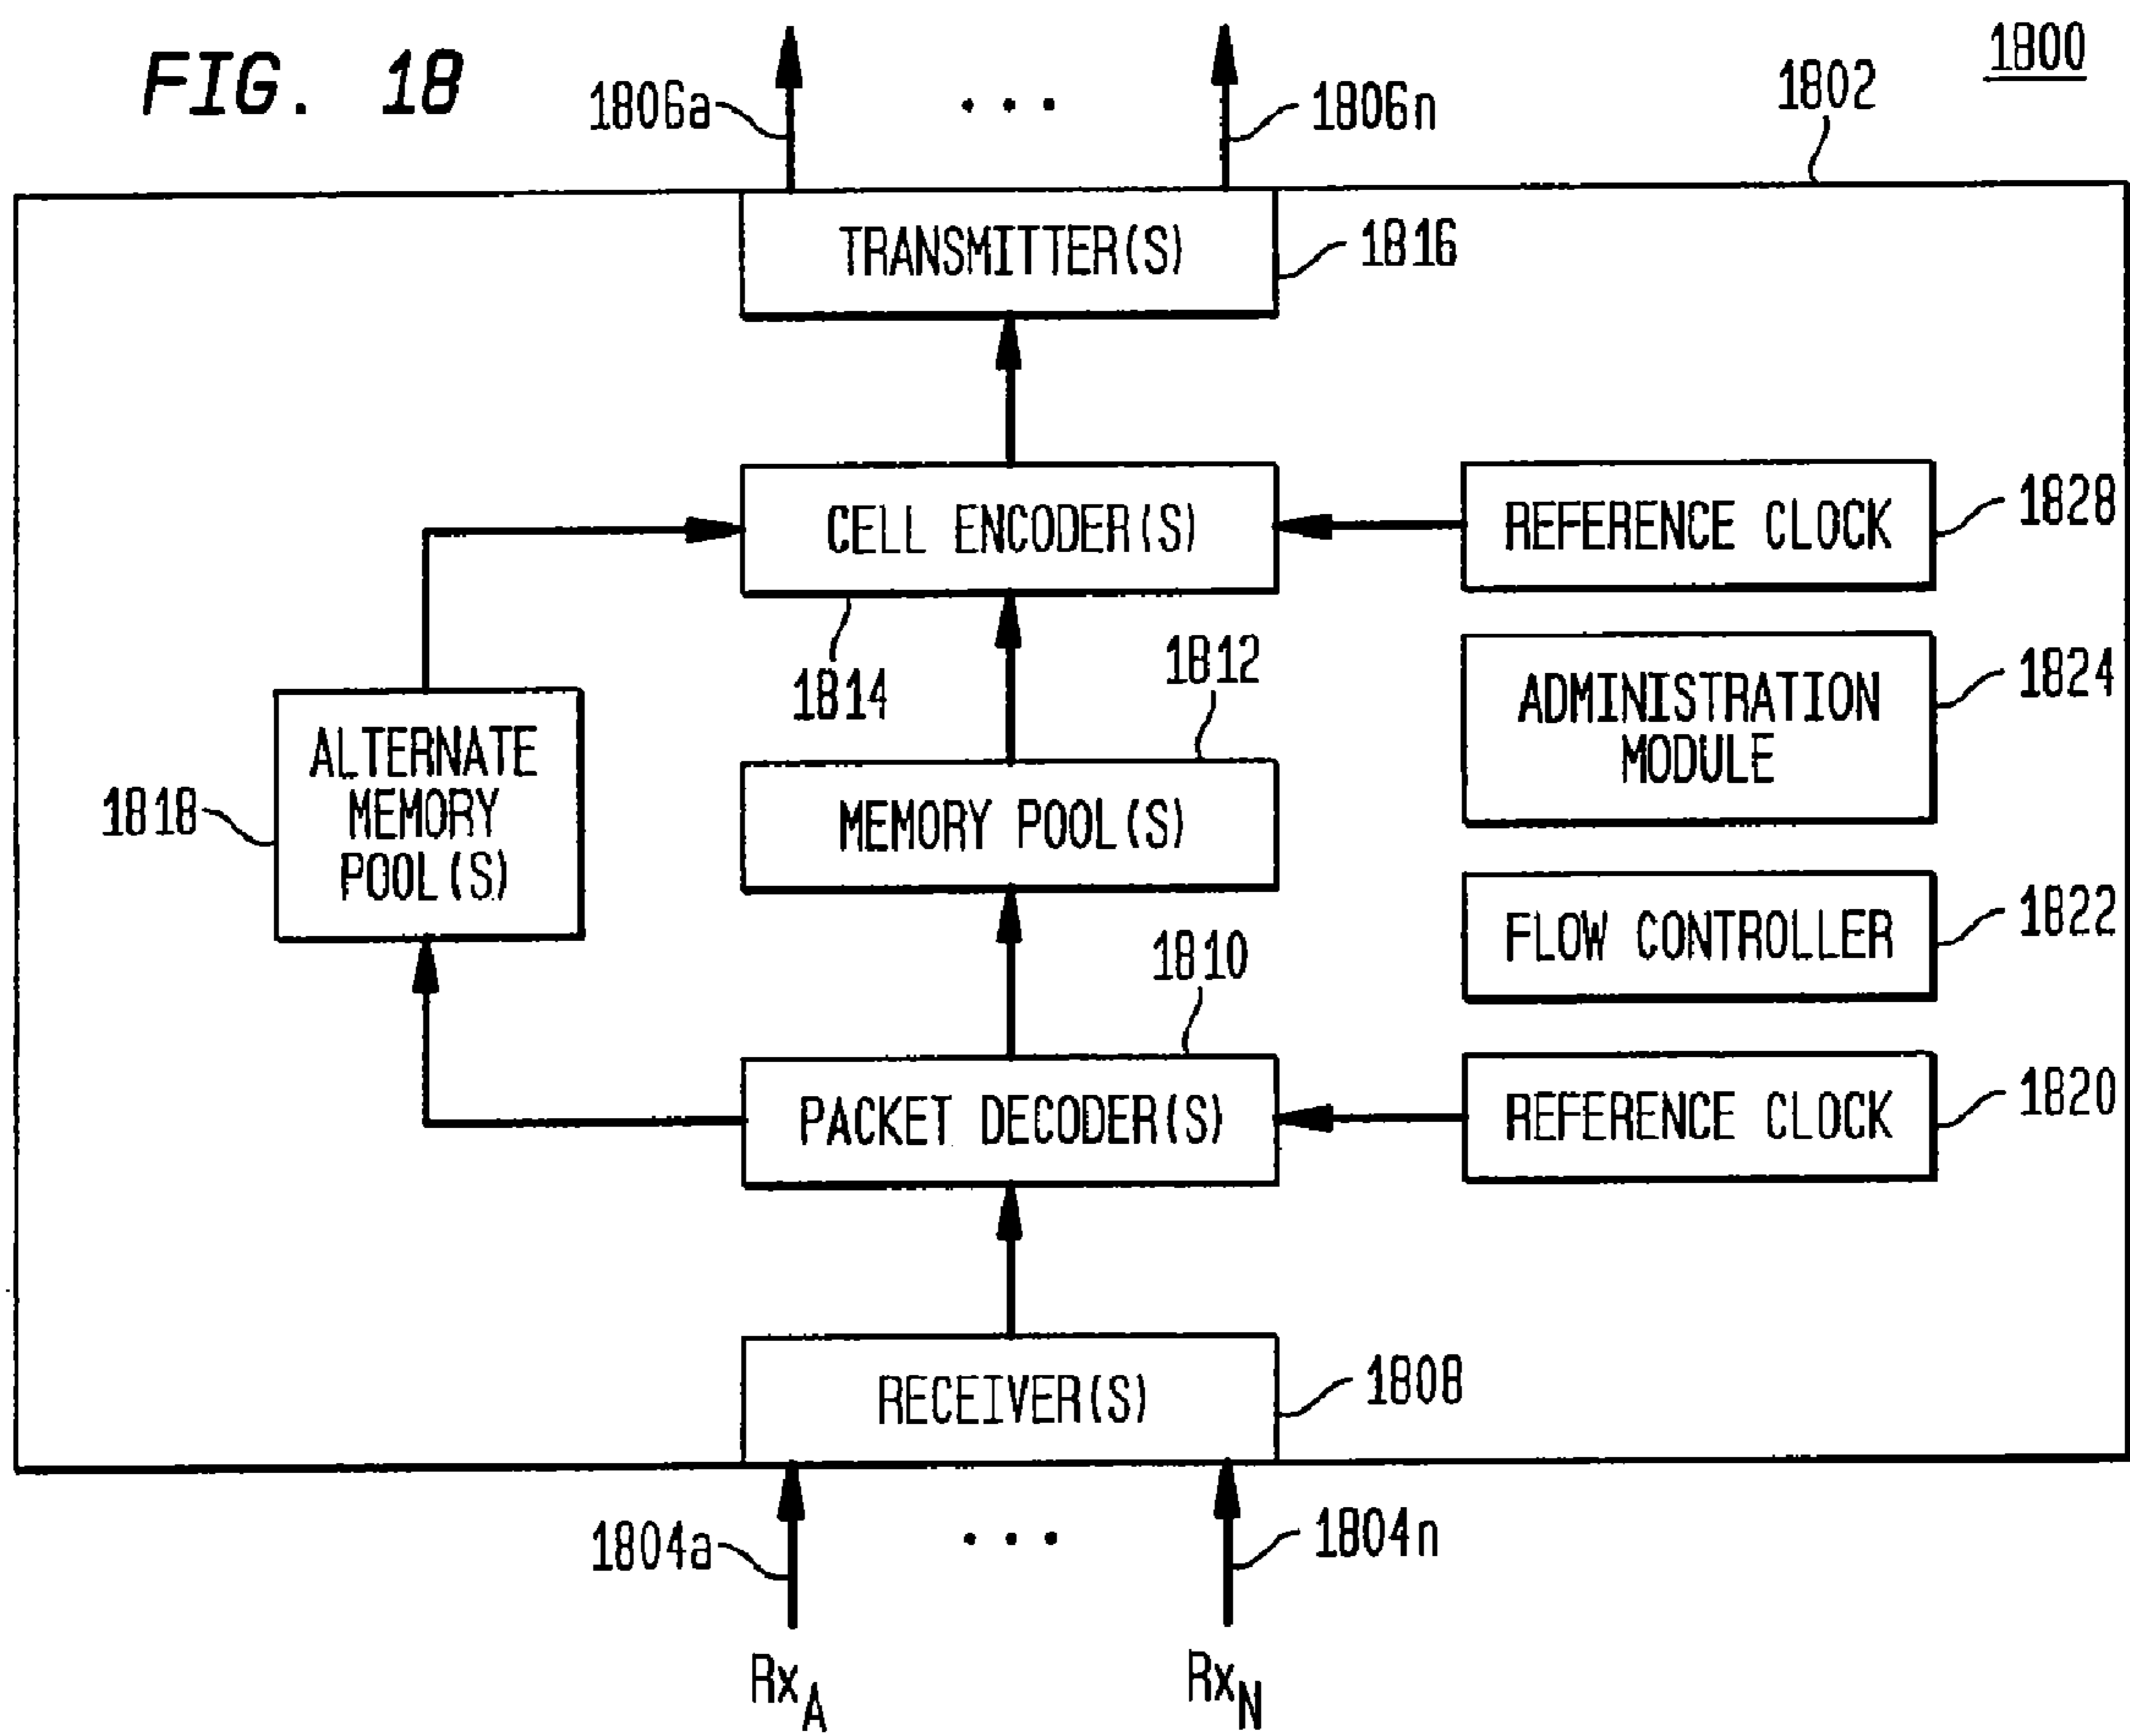 FIG. 18
1800
1802
1806a
• • •
1806n
TRANSMITTER(S)
1816
CELL ENCODER(S)
1814
REFERENCE CLOCK
1828
ADMINISTRATION
MODULE
1824
ALTERNATE
MEMORY
POOL(S)
1818
1812
MEMORY POOL(S)
FLOW CONTROLLER
1822
1810
PACKET DECODER(S)
REFERENCE CLOCK
1820
RECEIVER(S)
1808
1804a
• • •
1804n
RxA
RxN